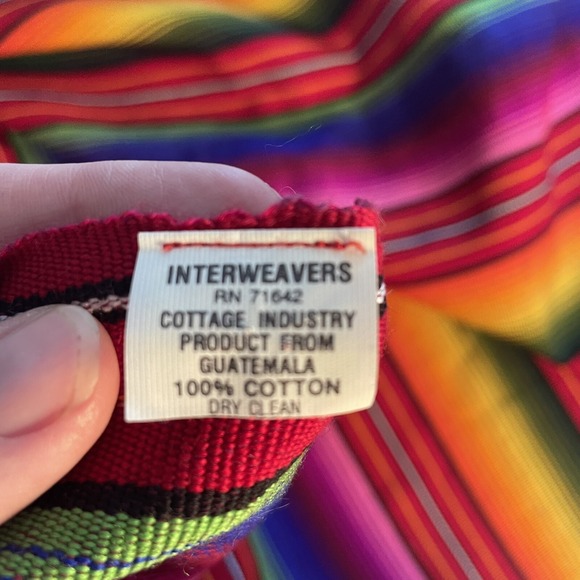 INTERWEAVERS
RN 71642
COTTAGE INDUSTRY
PRODUCT FROM
GUATEMALA
100% COTTON
DRY CLEAN